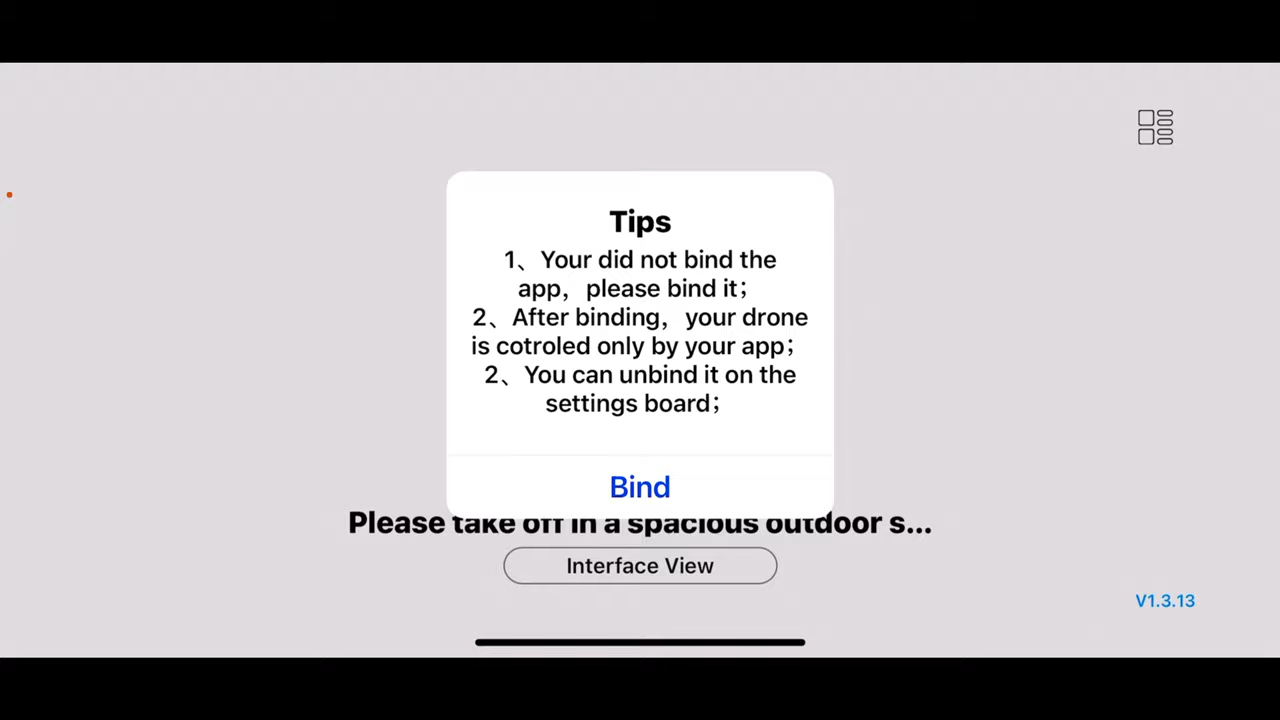 Tips
1、Your did not bind the
app，please bind it；
2、After binding，your drone
is cotroled only by your app；
2、You can unbind it on the
settings board；
Bind
Please take off in a spacious outdoor s...
Interface View
V1.3.13